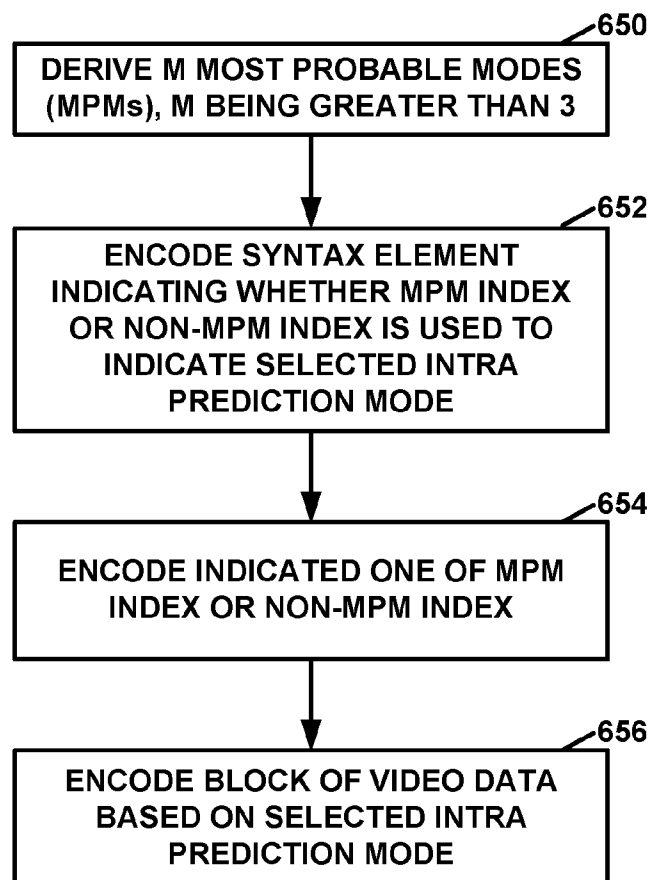 650
DERIVE M MOST PROBABLE MODES
(MPMs), M BEING GREATER THAN 3
652
ENCODE SYNTAX ELEMENT
INDICATING WHETHER MPM INDEX
OR NON-MPM INDEX IS USED TO
INDICATE SELECTED INTRA
PREDICTION MODE
654
ENCODE INDICATED ONE OF MPM
INDEX OR NON-MPM INDEX
656
ENCODE BLOCK OF VIDEO DATA
BASED ON SELECTED INTRA
PREDICTION MODE